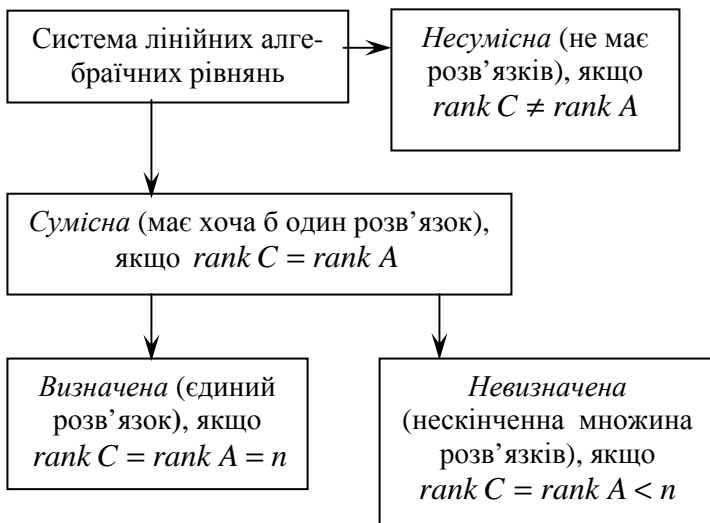 Система лінійних алге-
браїчних рівнянь
Несумісна (не має
розв’язків), якщо
rank C ≠ rank A
Сумісна (має хоча б один розв’язок),
якщо rank C = rank A
Визначена (єдиний
розв’язок), якщо
rank C = rank A = n
Невизначена
(нескінченна множина
розв’язків), якщо
rank C = rank A < n